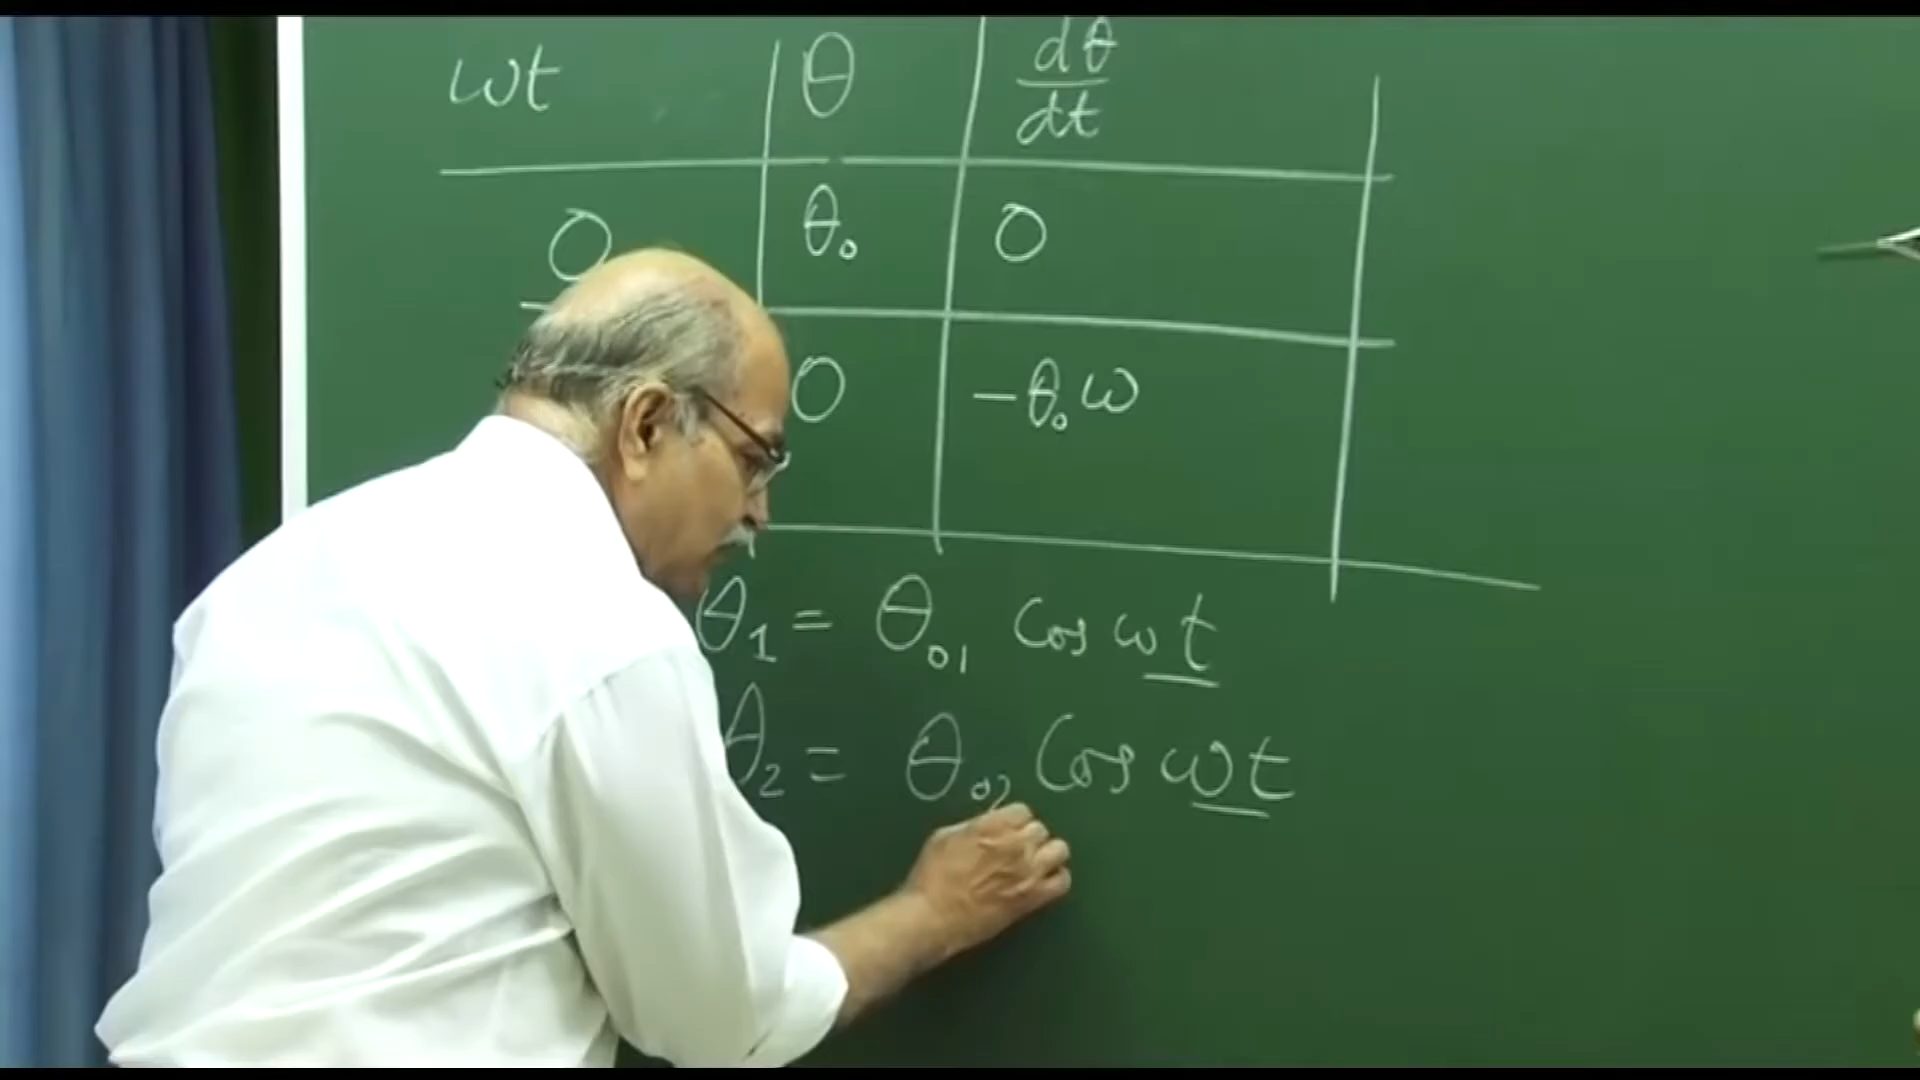 ωt θ dθ/dt
0 θ₀ 0
0 -θ₀ω
θ₁ = θ₀₁ Cos ωt
θ₂ = θ₀₂ Cos ωt